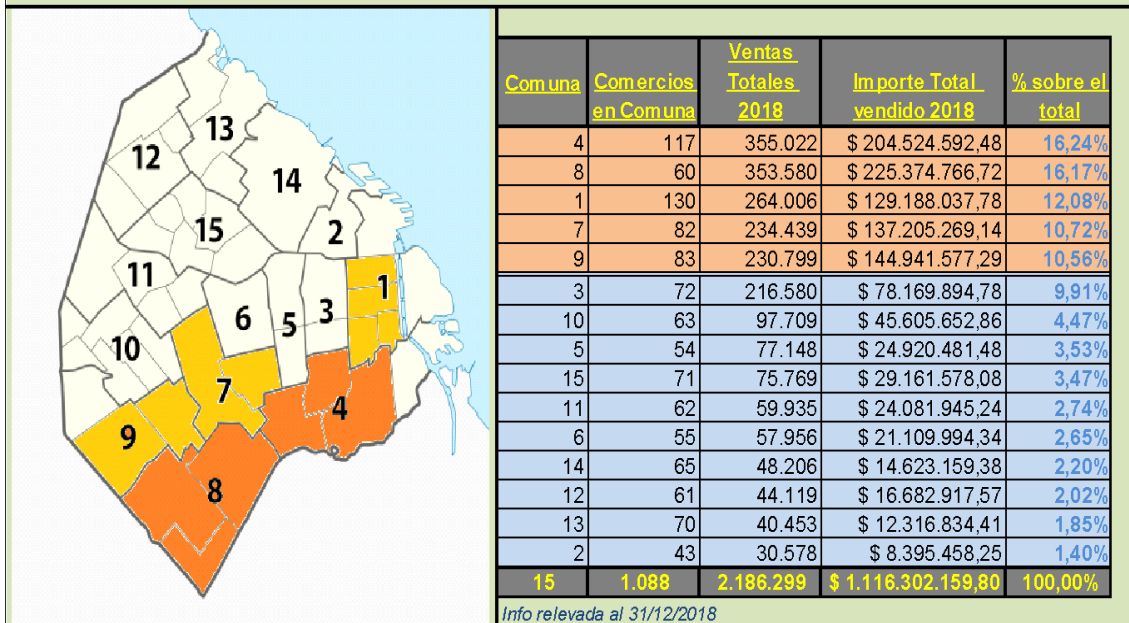 13
12
14
15
2
11
1
6
5
3
10
7
4
9
8
Comuna Comercios en Comuna Ventas Totales 2018 Importe Total vendido 2018 % sobre el total
4 117 355.022 $ 204.524.592,48 16,24%
8 60 353.580 $ 225.374.766,72 16,17%
1 130 264.006 $ 129.188.037,78 12,08%
7 82 234.439 $ 137.205.269,14 10,72%
9 83 230.799 $ 144.941.577,29 10,56%
3 72 216.580 $ 78.169.894,78 9,91%
10 63 97.709 $ 45.605.652,86 4,47%
5 54 77.148 $ 24.920.481,48 3,53%
15 71 75.769 $ 29.161.578,08 3,47%
11 62 59.935 $ 24.081.945,24 2,74%
6 55 57.956 $ 21.109.994,34 2,65%
14 65 48.206 $ 14.623.159,38 2,20%
12 61 44.119 $ 16.682.917,57 2,02%
13 70 40.453 $ 12.316.834,41 1,85%
2 43 30.578 $ 8.395.458,25 1,40%
15 1.088 2.186.299 $ 1.116.302.159,80 100,00%
Info relevada al 31/12/2018